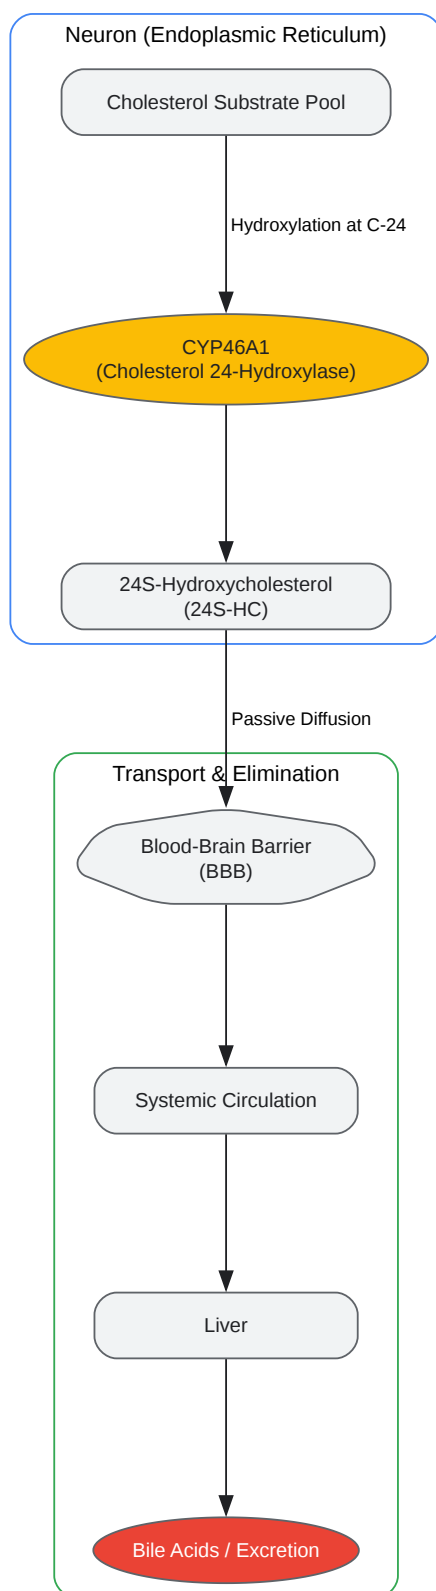 Neuron (Endoplasmic Reticulum)
Cholesterol Substrate Pool
Hydroxylation at C-24
CYP46A1
(Cholesterol 24-Hydroxylase)
24S-Hydroxycholesterol
(24S-HC)
Passive Diffusion
Transport & Elimination
Blood-Brain Barrier
(BBB)
Systemic Circulation
Liver
Bile Acids / Excretion